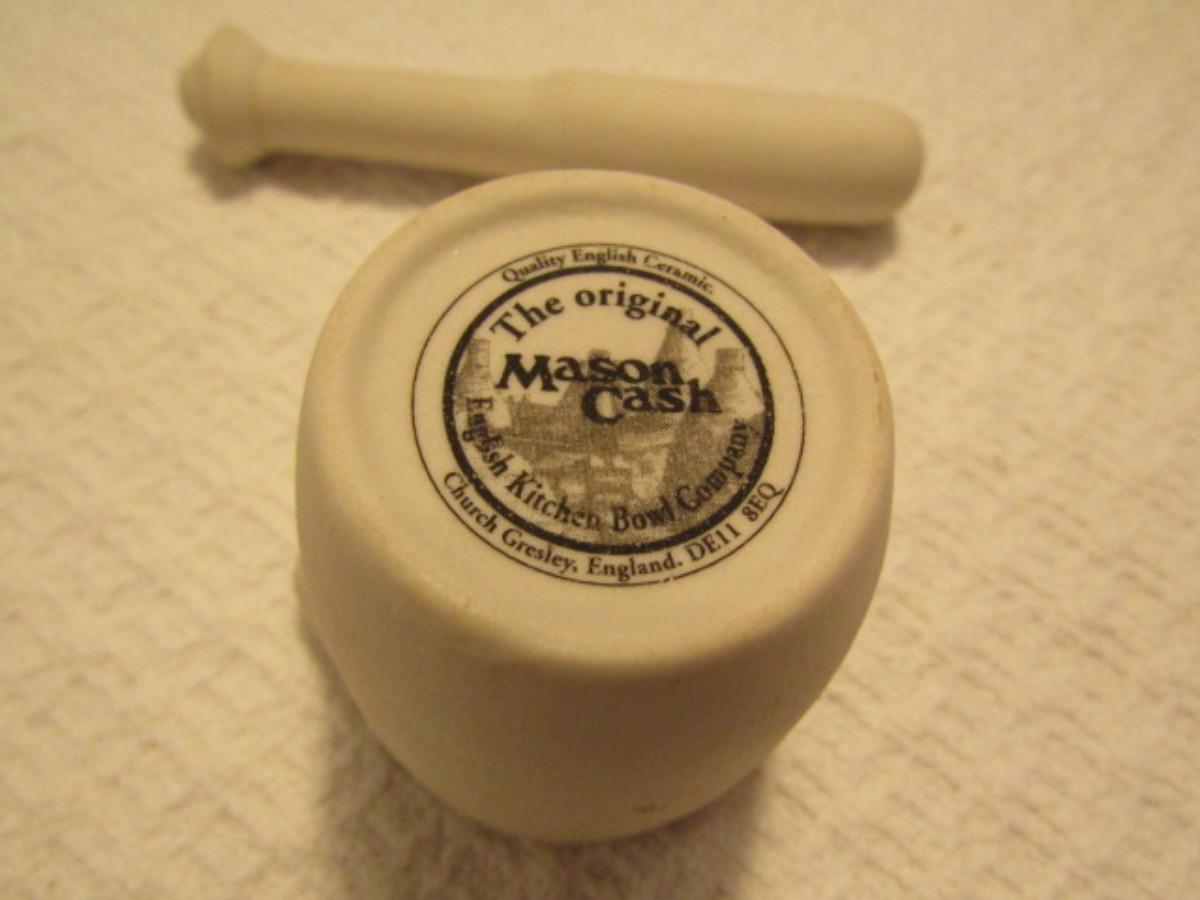 Quality English Ceramic.
The original
Mason
Cash
English Kitchen Bowl Company
Church Gresley, England. DE11 8EQ